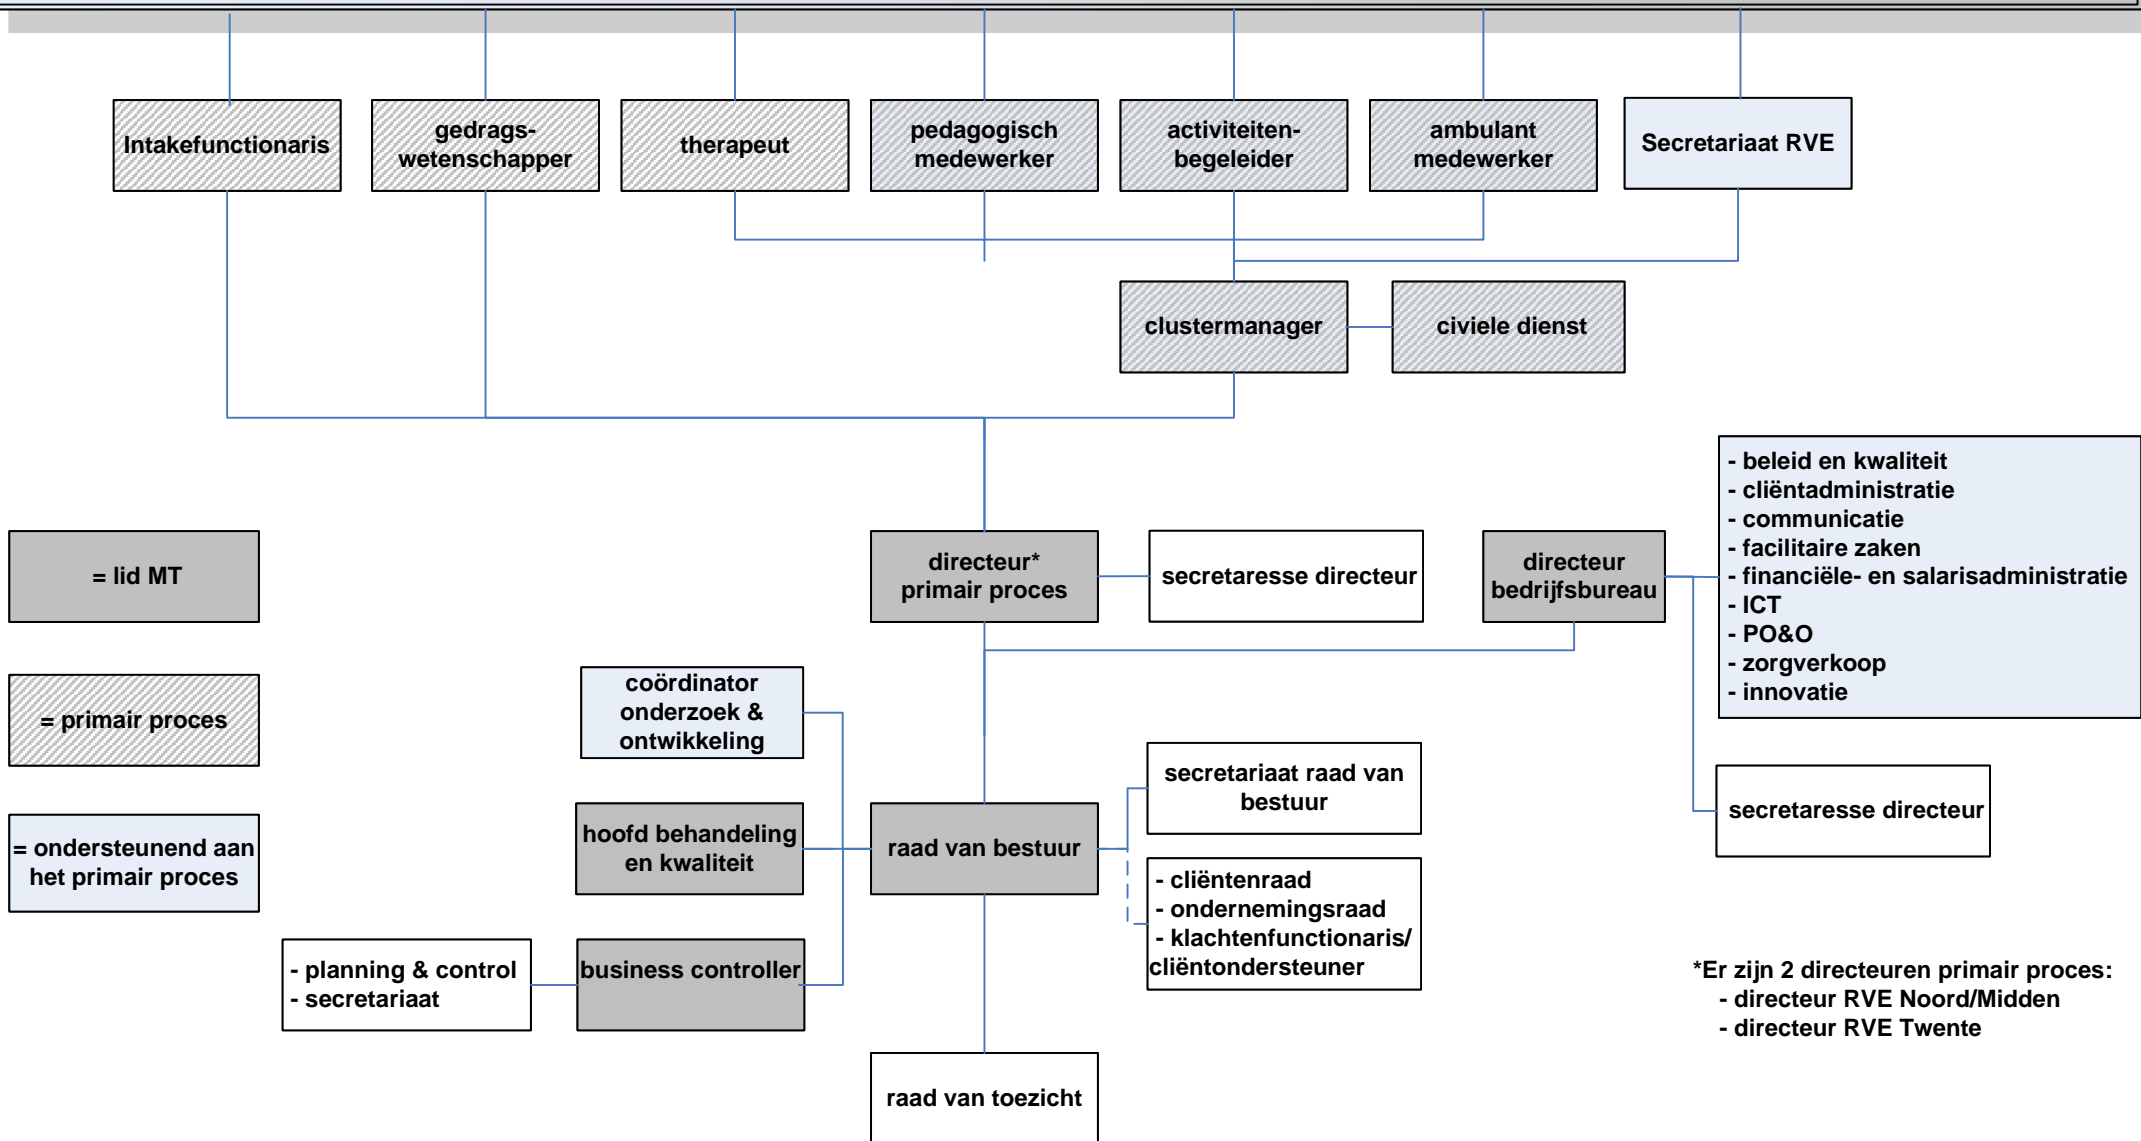 Intakefunctionaris
gedrags-
wetenschapper
therapeut
pedagogisch
medewerker
activiteiten-
begeleider
ambulant
medewerker
Secretariaat RVE
clustermanager
civiele dienst
- beleid en kwaliteit
- cliëntadministratie
- communicatie
- facilitaire zaken
- financiële- en salarisadministratie
- ICT
- PO&O
- zorgverkoop
- innovatie
= lid MT
directeur*
primair proces
secretaresse directeur
directeur
bedrijfsbureau
= primair proces
coördinator
onderzoek &
ontwikkeling
secretariaat raad van
bestuur
secretaresse directeur
= ondersteunend aan
het primair proces
hoofd behandeling
en kwaliteit
raad van bestuur
- cliëntenraad
- ondernemingsraad
- klachtenfunctionaris/
cliëntondersteuner
- planning & control
- secretariaat
business controller
*Er zijn 2 directeuren primair proces:
- directeur RVE Noord/Midden
- directeur RVE Twente
raad van toezicht